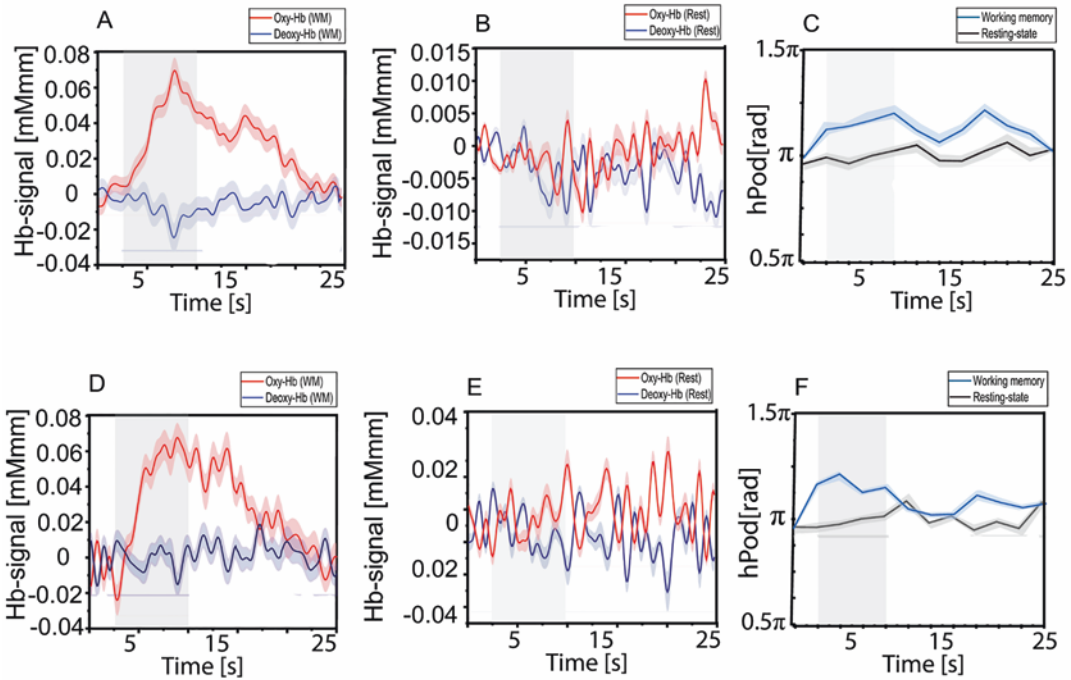 A
Oxy-Hb (WM)
Deoxy-Hb (WM)
Hb-signal [mMmm]
0.08
0.06
0.04
0.02
0
-0.02
-0.04
5
15
25
Time [s]
B
Oxy-Hb (Rest)
Deoxy-Hb (Rest)
Hb-signal [mMmm]
0.015
0.010
0.005
0.000
-0.005
-0.010
-0.015
5
15
25
Time [s]
C
Working memory
Resting-state
hPod[rad]
1.5π
π
0.5π
5
15
25
Time [s]
D
Oxy-Hb (WM)
Deoxy-Hb (WM)
Hb-signal [mMmm]
0.08
0.06
0.04
0.02
0
-0.02
-0.04
5
15
25
Time [s]
E
Oxy-Hb (Rest)
Deoxy-Hb (Rest)
Hb-signal [mMmm]
0.04
0.02
0
0.02
-0.04
5
15
25
Time [s]
F
Working memory
Resting-state
hPod[rad]
1.5π
π
0.5π
5
15
25
Time [s]